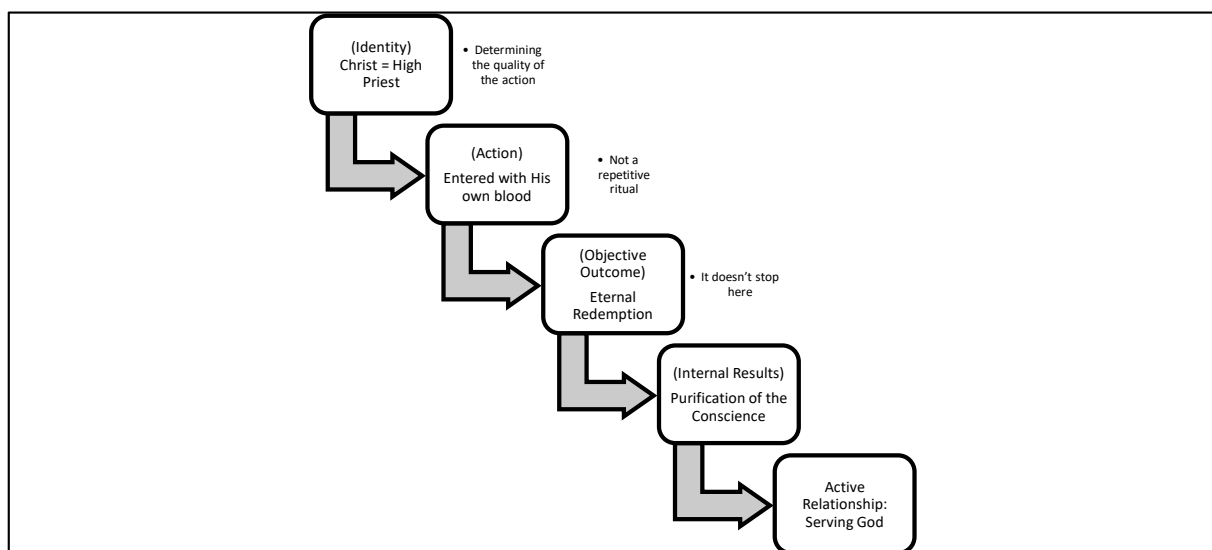 (Identity)
Christ = High
Priest
• Determining
the quality of
the action
(Action)
Entered with His
own blood
• Not a
repetitive
ritual
(Objective
Outcome)
Eternal
Redemption
• It doesn't stop
here
(Internal Results)
Purification of the
Conscience
Active
Relationship:
Serving God